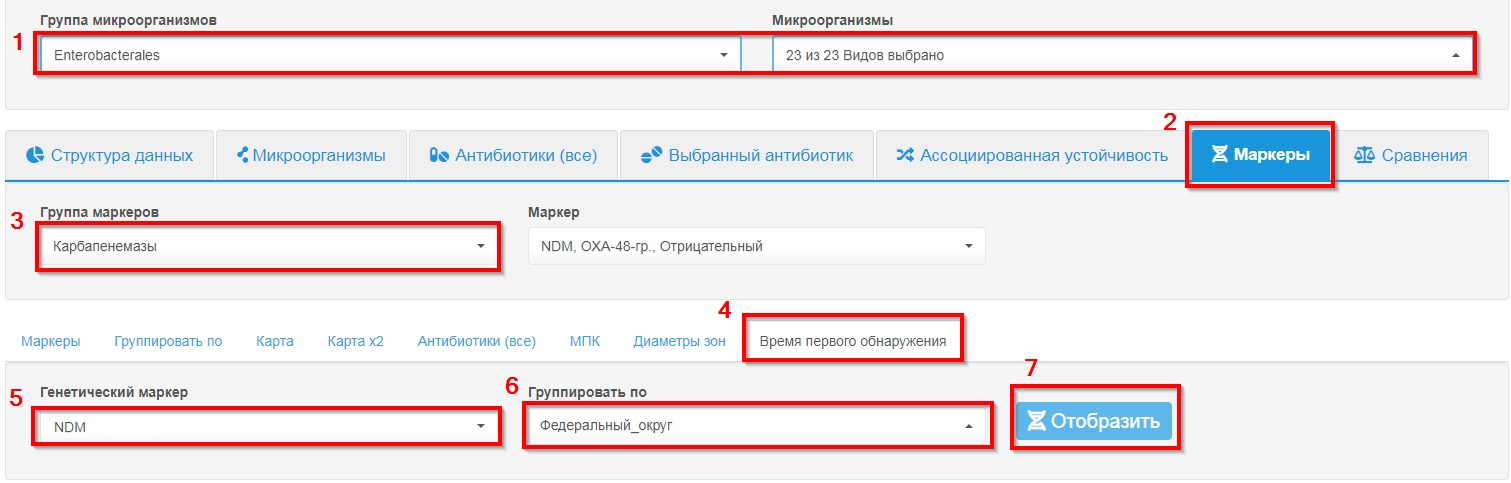 Группа микроорганизмов Микроорганизмы
1 Enterobacterales 23 из 23 Видов выбрано
2
Структура данных Микроорганизмы Антибиотики (все) Выбранный антибиотик Ассоциированная устойчивость Маркеры Сравнения
Группа маркеров Маркер
3 Карбапенемазы NDM, OXA-48-гр., Отрицательный
4
Маркеры Группировать по Карта Карта x2 Антибиотики (все) МПК Диаметры зон Время первого обнаружения
5 Генетический маркер 6 Группировать по 7
NDM Федеральный_округ Отобразить